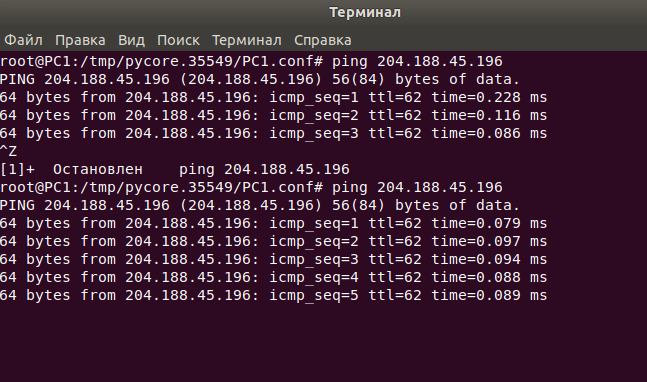 Терминал
Файл Правка Вид Поиск Терминал Справка
root@PC1:/tmp/pycore.35549/PC1.conf# ping 204.188.45.196
PING 204.188.45.196 (204.188.45.196) 56(84) bytes of data.
64 bytes from 204.188.45.196: icmp_seq=1 ttl=62 time=0.228 ms
64 bytes from 204.188.45.196: icmp_seq=2 ttl=62 time=0.116 ms
64 bytes from 204.188.45.196: icmp_seq=3 ttl=62 time=0.086 ms
^Z
[1]+  Остановлен    ping 204.188.45.196
root@PC1:/tmp/pycore.35549/PC1.conf# ping 204.188.45.196
PING 204.188.45.196 (204.188.45.196) 56(84) bytes of data.
64 bytes from 204.188.45.196: icmp_seq=1 ttl=62 time=0.079 ms
64 bytes from 204.188.45.196: icmp_seq=2 ttl=62 time=0.097 ms
64 bytes from 204.188.45.196: icmp_seq=3 ttl=62 time=0.094 ms
64 bytes from 204.188.45.196: icmp_seq=4 ttl=62 time=0.088 ms
64 bytes from 204.188.45.196: icmp_seq=5 ttl=62 time=0.089 ms